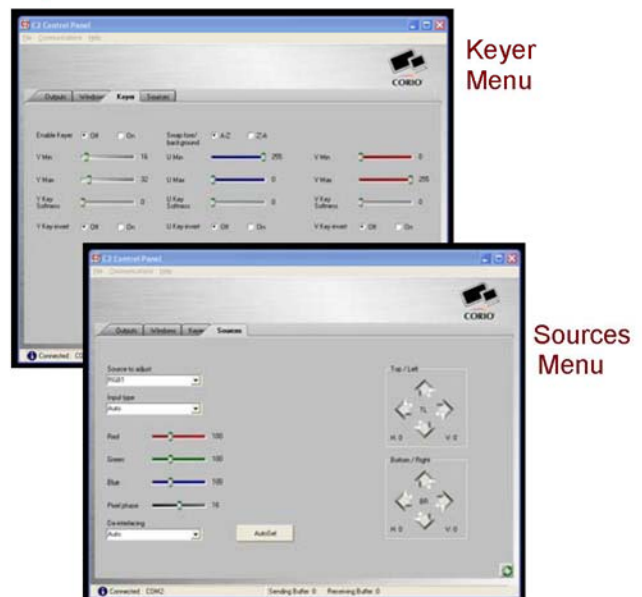 C2 Control Panel
File Communications Help
CORIO
Outputs Windows Keyer Sources
Keyer
Menu
Enable Keyer Off On Swap fore/ background A-Z Z-A
Y Min 16 U Min 255 V Min 0
Y Max 32 U Max 0 V Max 255
Y Key Softness 0 U Key Softness 0 V Key Softness 0
Y Key invert Off On U Key invert Off On V Key invert Off On
Connected
C2 Control Panel
File Communications Help
CORIO
Outputs Windows Keyer Sources
Sources
Menu
Source to adjust
RGB1
Input type
Auto
Red 100
Green 100
Blue 100
Pixel phase 16
De-interlacing
Auto
AutoSet
Top / Left
TL
H: 0 V: 0
Bottom / Right
BR
H: 0 V: 0
Connected COM2 Sending Buffer: 0 Receiving Buffer: 0